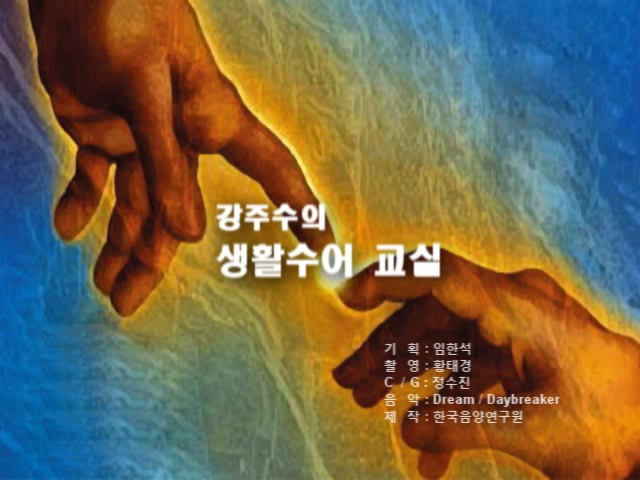 강주수의
생활수어 교실
기 획 : 임한석
촬 영 : 황태경
C / G : 정수진
음 악 : Dream / Daybreaker
제 작 : 한국음양연구원